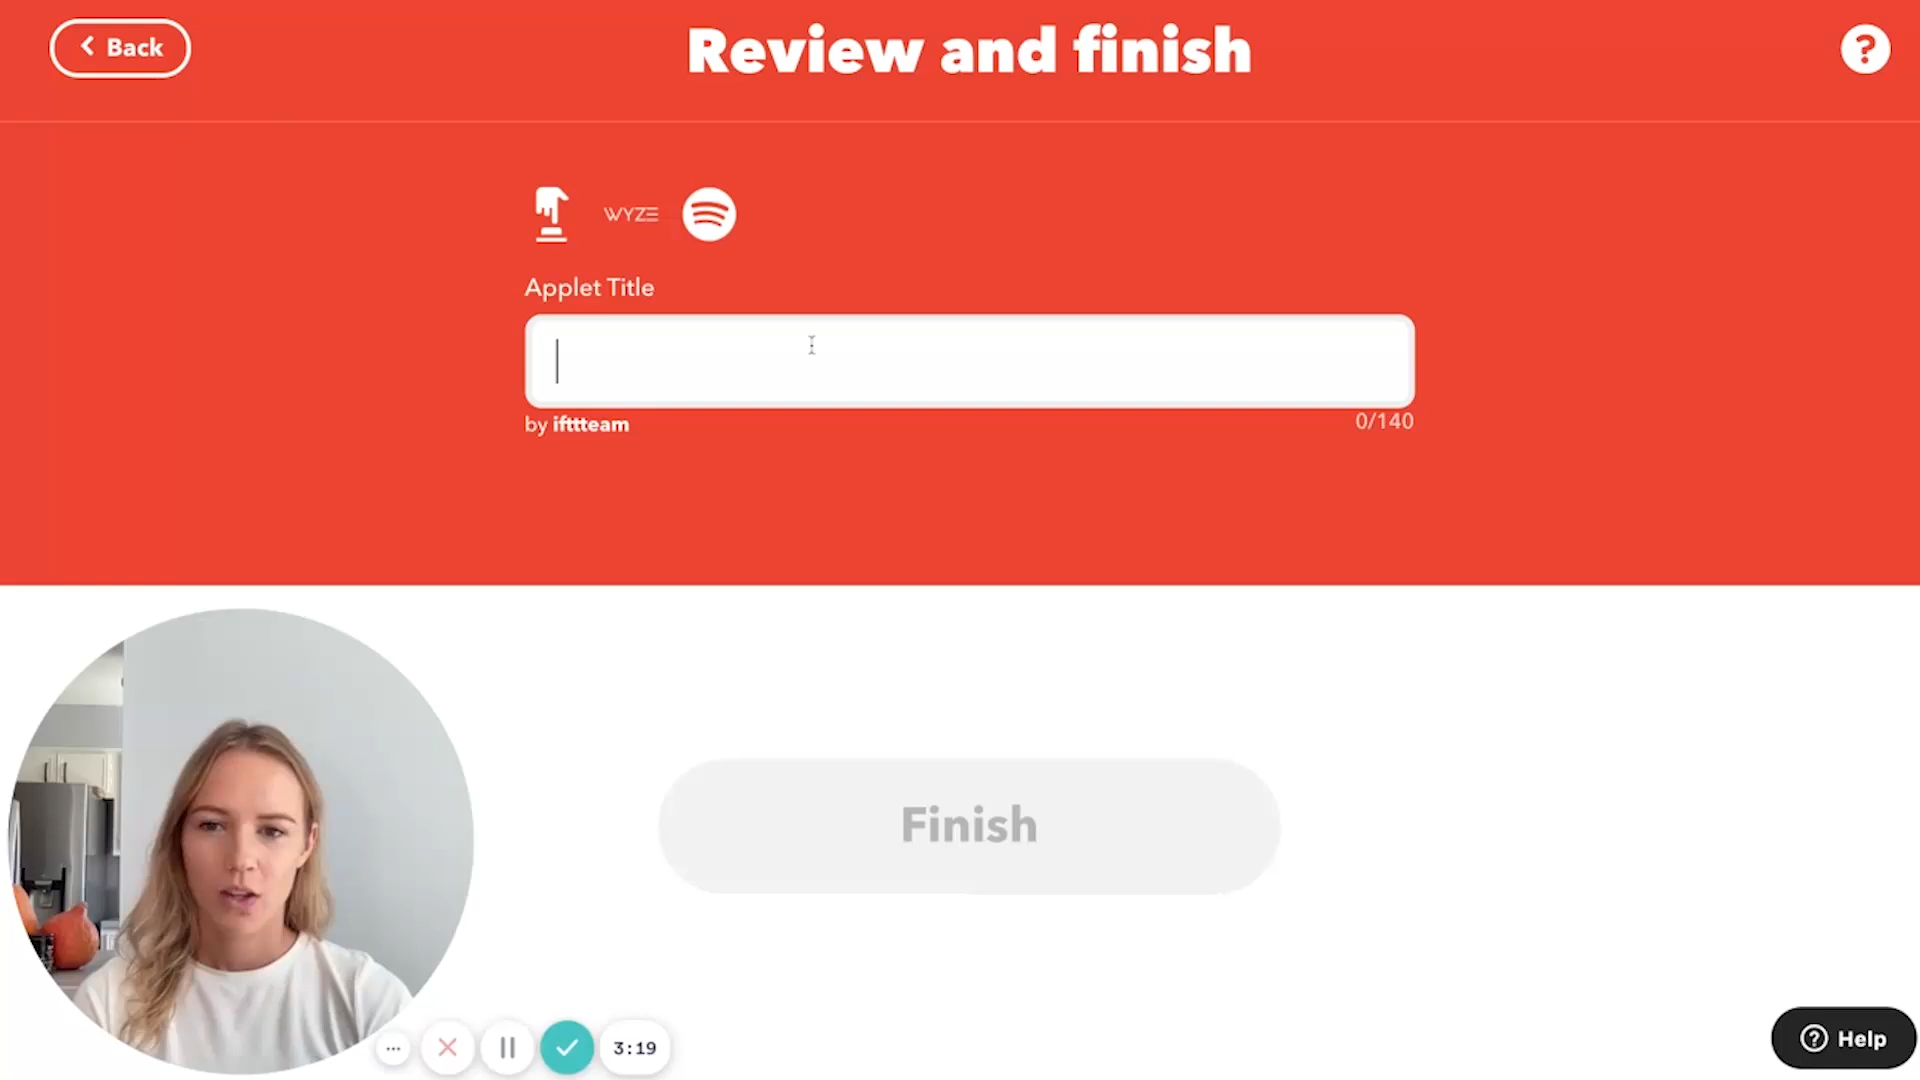 Back
Review and finish
?
WYZE
Applet Title
by ifttteam
0/140
Finish
3:19
? Help